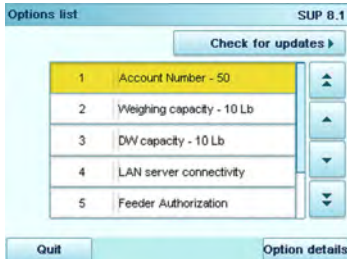 Options list SUP 8.1
Check for updates
1 Account Number - 50
2 Weighing capacity - 10 Lb
3 DW capacity - 10 Lb
4 LAN server connectivity
5 Feeder Authorization
Quit Option details